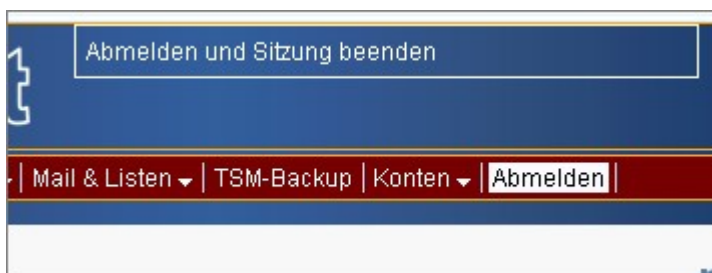 Abmelden und Sitzung beenden
| Mail & Listen | TSM-Backup | Konten | Abmelden |